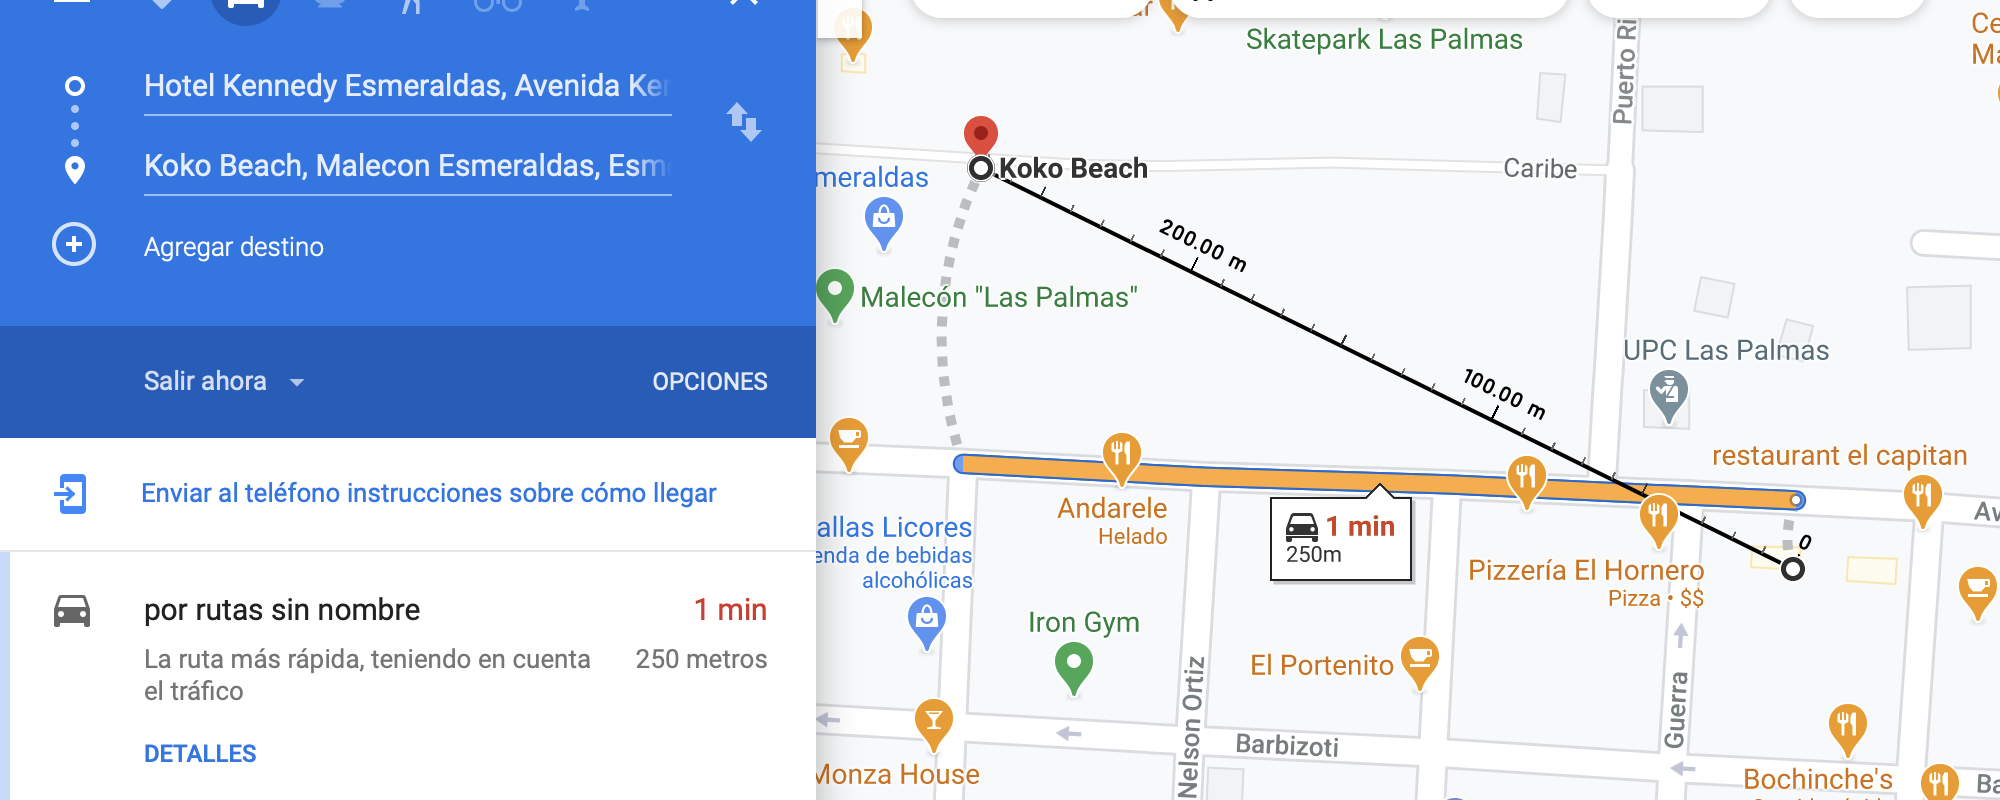 Hotel Kennedy Esmeraldas, Avenida Ken
Koko Beach, Malecon Esmeraldas, Esm
Agregar destino
Salir ahora
OPCIONES
Enviar al teléfono instrucciones sobre cómo llegar
por rutas sin nombre
1 min
La ruta más rápida, teniendo en cuenta
250 metros
el tráfico
DETALLES
ar
Skatepark Las Palmas
Puerto Ri
Ce
Ma
Koko Beach
Caribe
meraldas
200.00 m
Malecón "Las Palmas"
UPC Las Palmas
100.00 m
restaurant el capitan
Andarele
Helado
Av
1 min
250m
0
allas Licores
enda de bebidas
alcohólicas
Pizzería El Hornero
Pizza • $$
Iron Gym
El Portenito
Nelson Ortiz
Guerra
Barbizoti
Monza House
Bochinche's
Ba